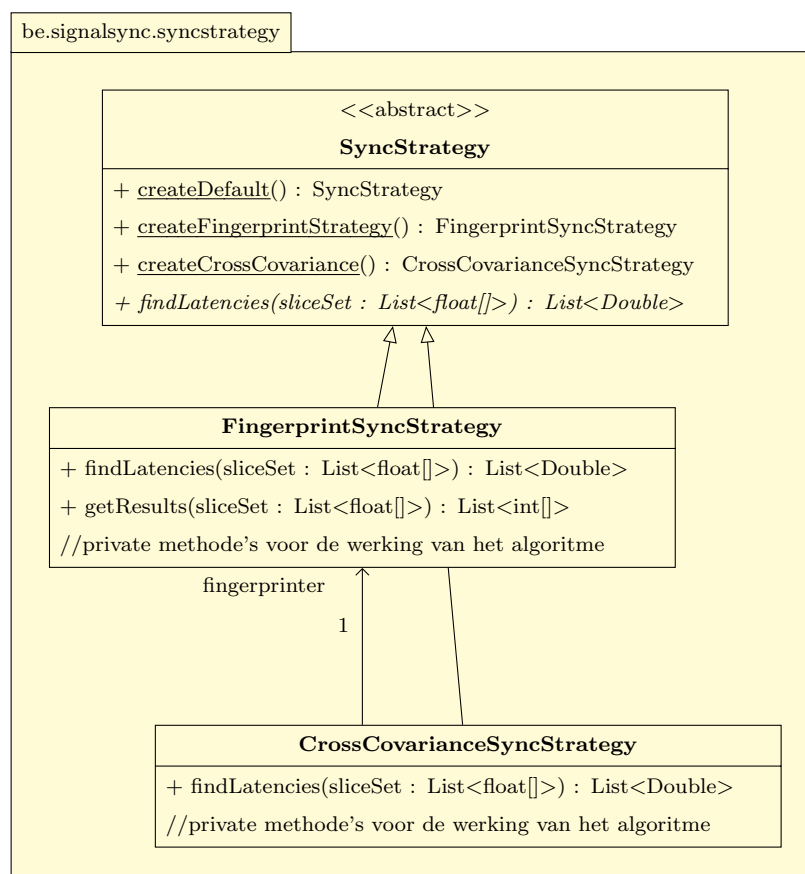 be.signalsync.syncstrategy
<<abstract>>
SyncStrategy
+ createDefault() : SyncStrategy
+ createFingerprintStrategy() : FingerprintSyncStrategy
+ createCrossCovariance() : CrossCovarianceSyncStrategy
+ findLatencies(sliceSet : List<float[]>) : List<Double>
FingerprintSyncStrategy
+ findLatencies(sliceSet : List<float[]>) : List<Double>
+ getResults(sliceSet : List<float[]>) : List<int[]>
//private methode's voor de werking van het algoritme
fingerprinter
1
CrossCovarianceSyncStrategy
+ findLatencies(sliceSet : List<float[]>) : List<Double>
//private methode's voor de werking van het algoritme